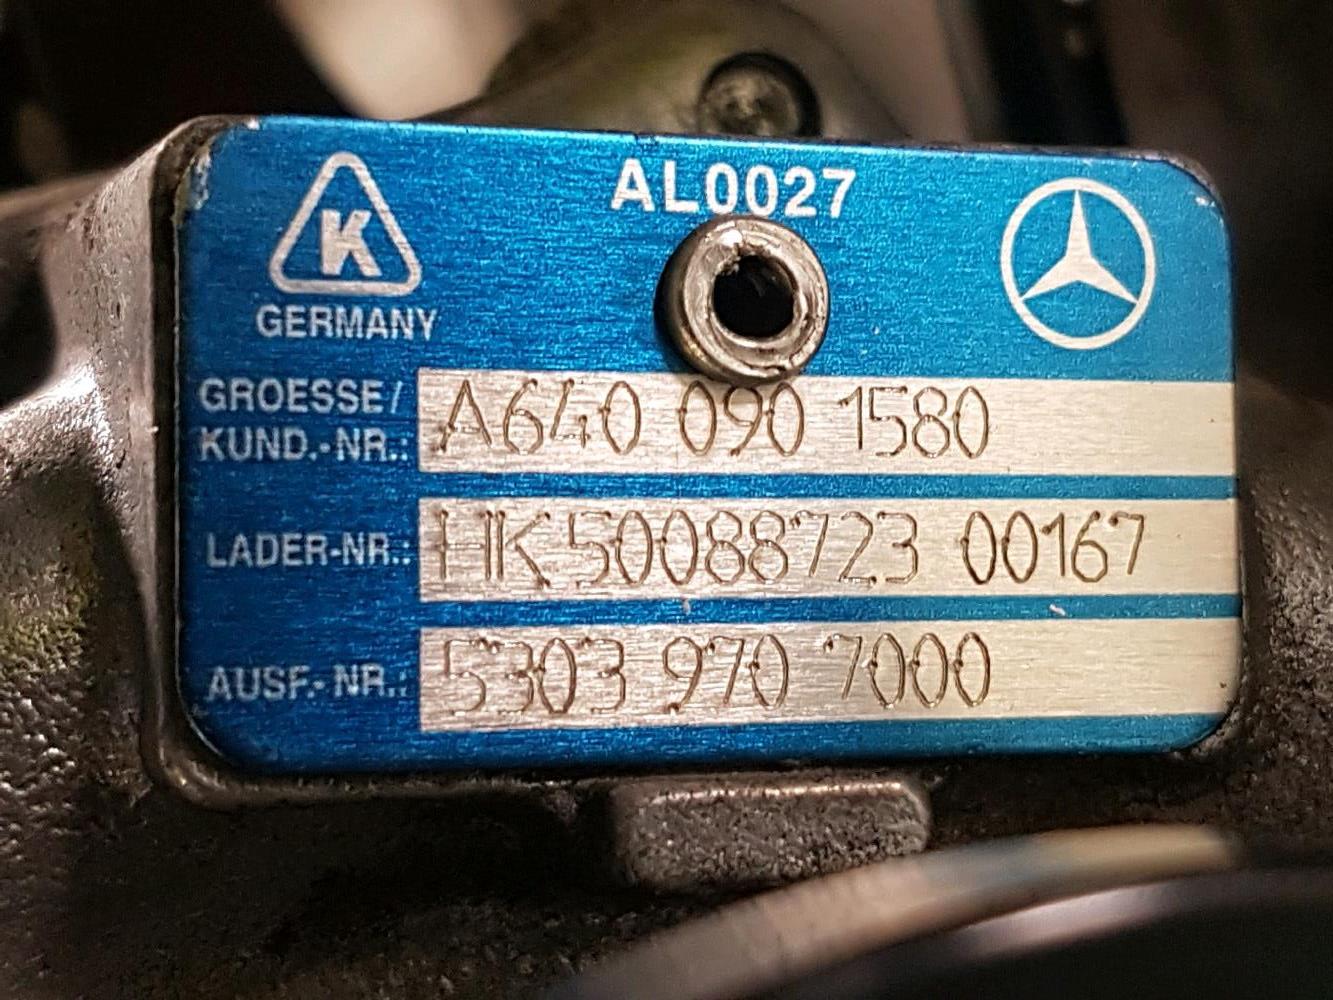 AL0027
K
GERMANY
GROESSE/
KUND.-NR.: A640 090 1580
LADER-NR.: HK50088723 00167
AUSF.-NR.: 5303 970 7000